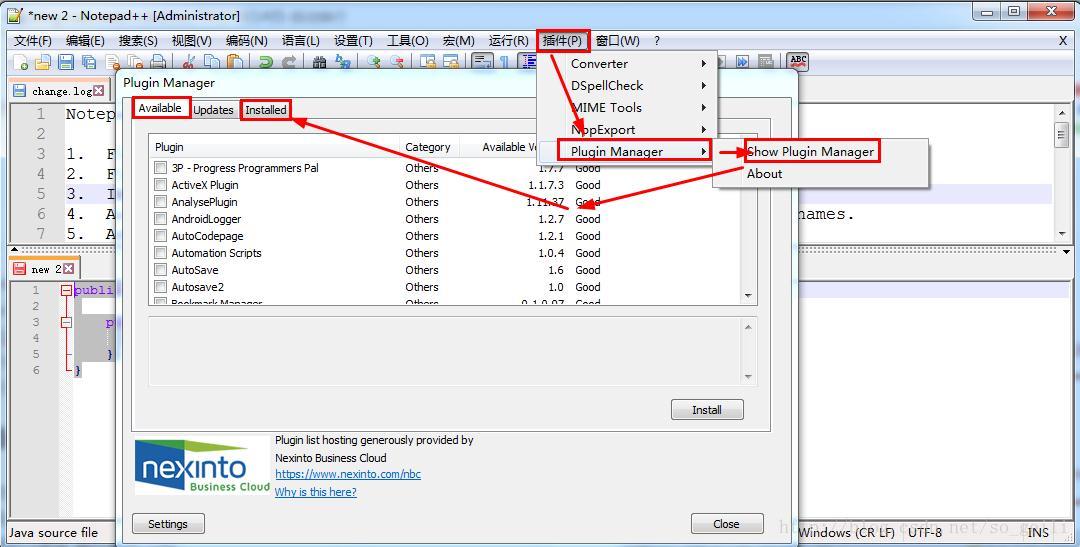 *new 2 - Notepad++ [Administrator]
文件(F) 编辑(E) 搜索(S) 视图(V) 编码(N) 语言(L) 设置(T) 工具(O) 宏(M) 运行(R) 插件(P) 窗口(W) ? X
change.log
Plugin Manager
Available Updates Installed
Plugin Category Available
3P - Progress Programmers Pal Others 1.7.7 Good
ActiveX Plugin Others 1.1.7.3 Good
AnalysePlugin Others 1.11.37 Good
AndroidLogger Others 1.2.7 Good
AutoCodepage Others 1.2.1 Good
Automation Scripts Others 1.0.4 Good
AutoSave Others 1.6 Good
Autosave2 Others 1.0 Good
Bookmark Manager Others 0.1.0.97 Good
Install
nexinto
Business Cloud
Plugin list hosting generously provided by
Nexinto Business Cloud
https://www.nexinto.com/nbc
Why is this here?
Settings Close
Converter
DSpellCheck
MIME Tools
NppExport
Plugin Manager
Show Plugin Manager
About
1 Notep
2
3 1. F
4 2. F
5 3. I
6 4. A names.
7 5. A
new 2
1 publi
2
3 p
4
5 }
6 }
Java source file Windows (CR LF) UTF-8 INS